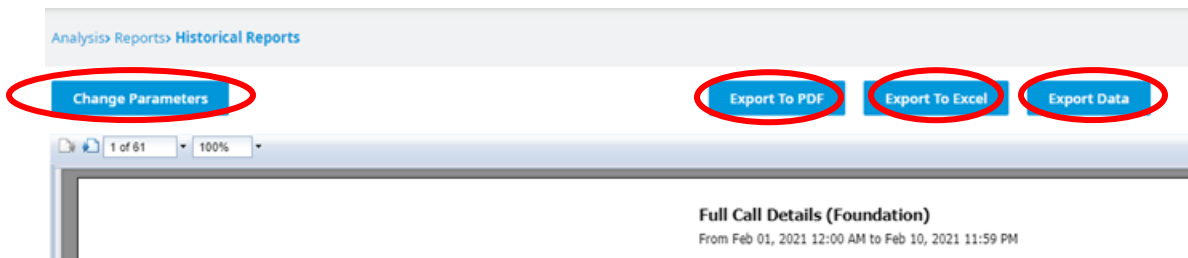 Analysis› Reports› Historical Reports
Change Parameters Export To PDF Export To Excel Export Data
1 of 61 100%
Full Call Details (Foundation)
From Feb 01, 2021 12:00 AM to Feb 10, 2021 11:59 PM